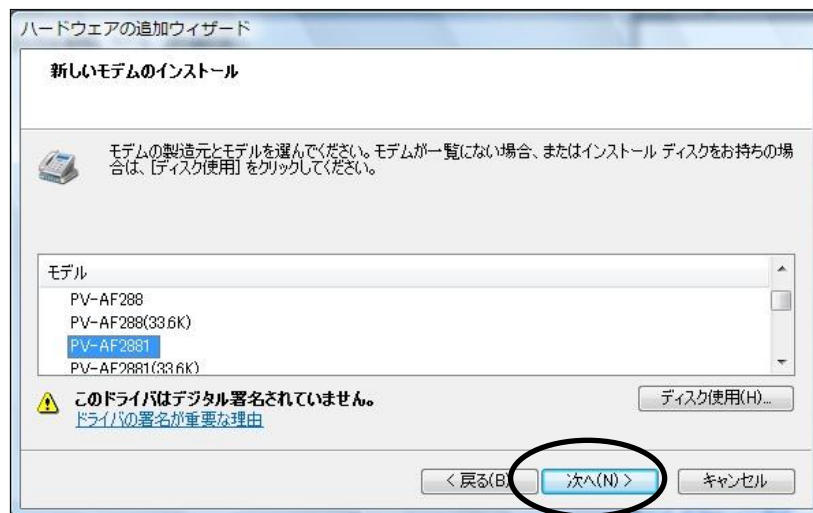 ハードウェアの追加ウィザード
新しいモデムのインストール
モデムの製造元とモデルを選んでください。モデムが一覧にない場合、またはインストール ディスクをお持ちの場
合は、[ディスク使用] をクリックしてください。
モデル
PV-AF288
PV-AF288(33.6K)
PV-AF2881
PV-AF2881(33.6K)
このドライバはデジタル署名されていません。
ディスク使用(H)...
ドライバの署名が重要な理由
< 戻る(B)
次へ(N) >
キャンセル